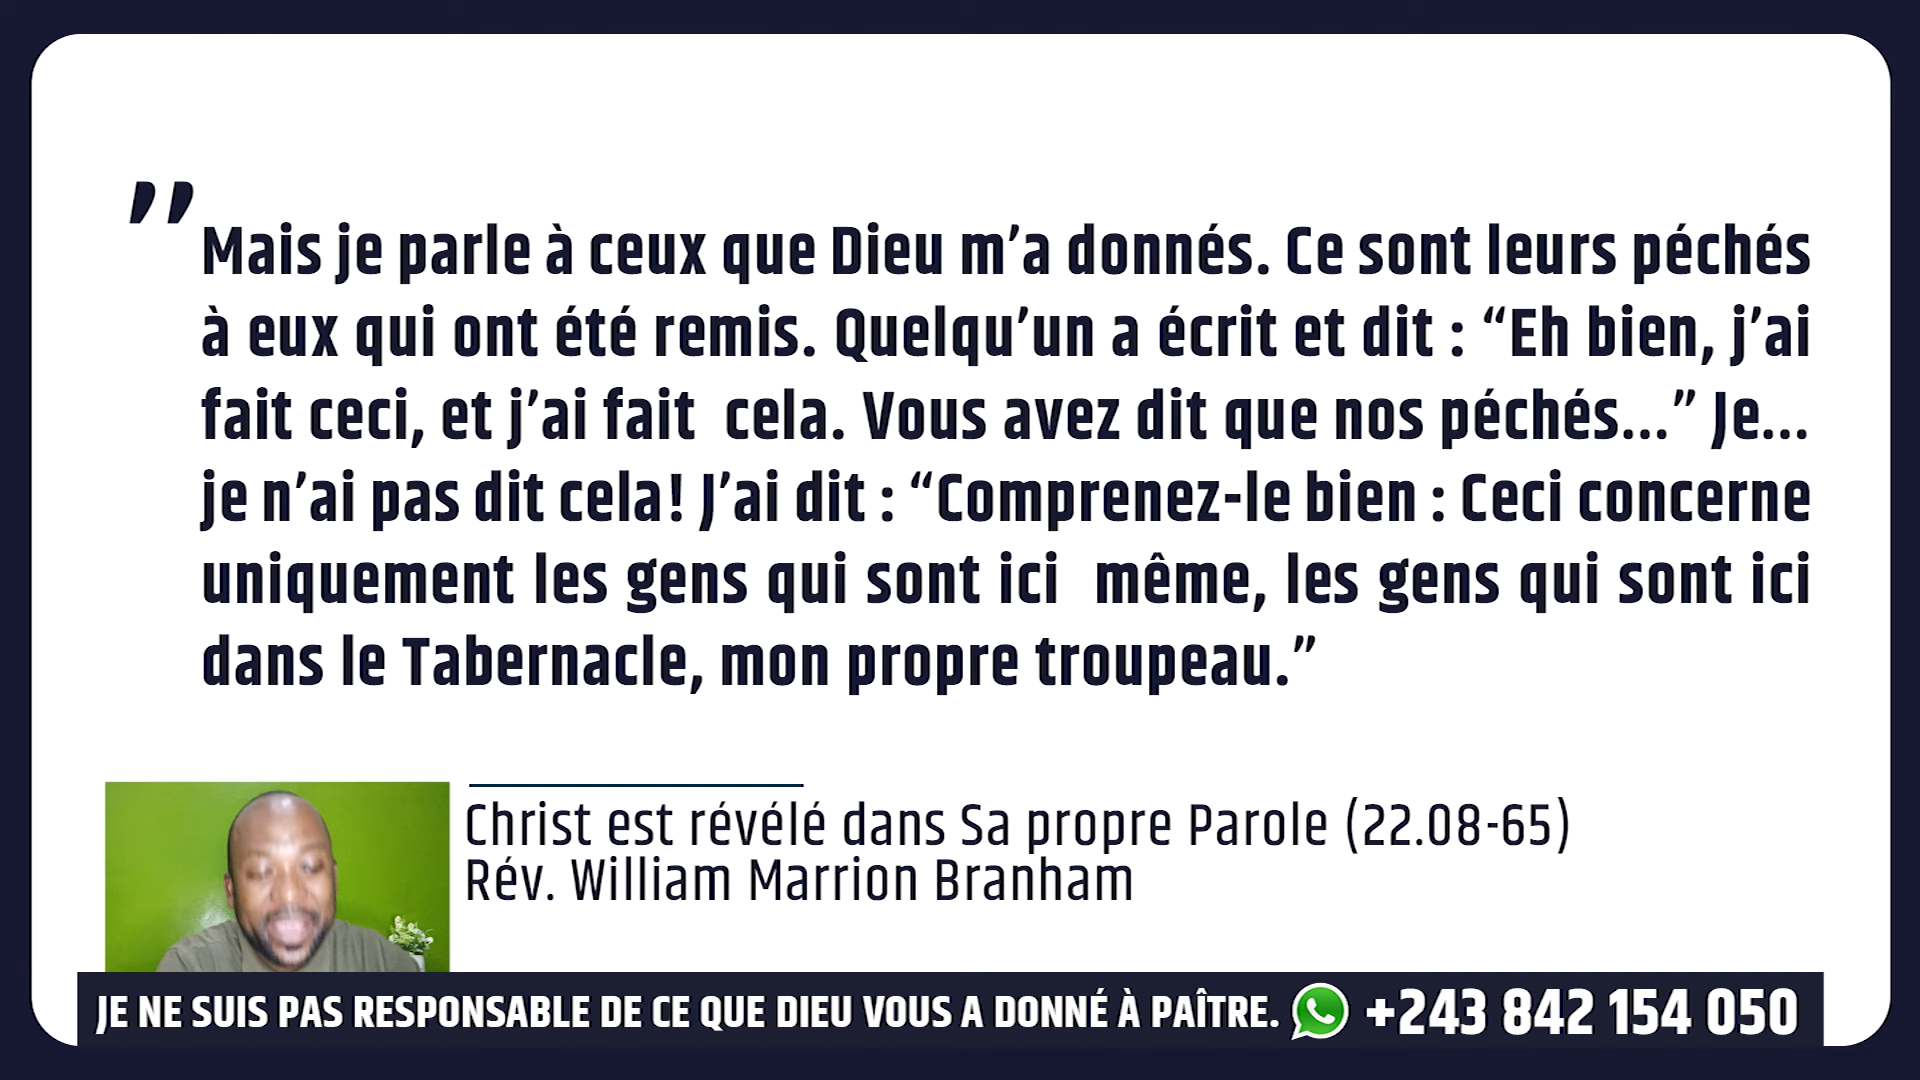 ”
Mais je parle à ceux que Dieu m’a donnés. Ce sont leurs péchés
à eux qui ont été remis. Quelqu’un a écrit et dit : “Eh bien, j’ai
fait ceci, et j’ai fait  cela. Vous avez dit que nos péchés...” Je...
je n’ai pas dit cela! J’ai dit : “Comprenez-le bien : Ceci concerne
uniquement les gens qui sont ici  même, les gens qui sont ici
dans le Tabernacle, mon propre troupeau.”
Christ est révélé dans Sa propre Parole (22.08-65)
Rév. William Marrion Branham
JE NE SUIS PAS RESPONSABLE DE CE QUE DIEU VOUS A DONNÉ À PAÎTRE. +243 842 154 050